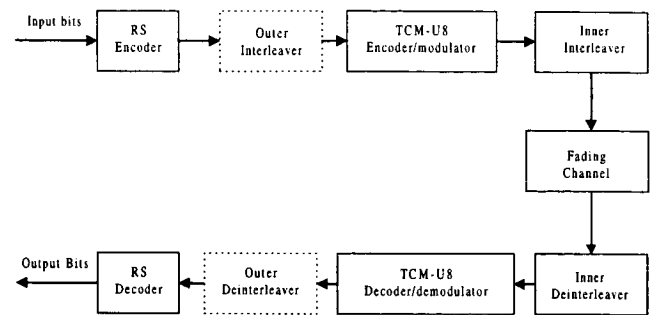 Input bits
RS
Encoder
Outer
Interleaver
TCM-U8
Encoder/modulator
Inner
Interleaver
Fading
Channel
Output Bits
RS
Decoder
Outer
Deinterleaver
TCM-U8
Decoder/demodulator
Inner
Deinterleaver